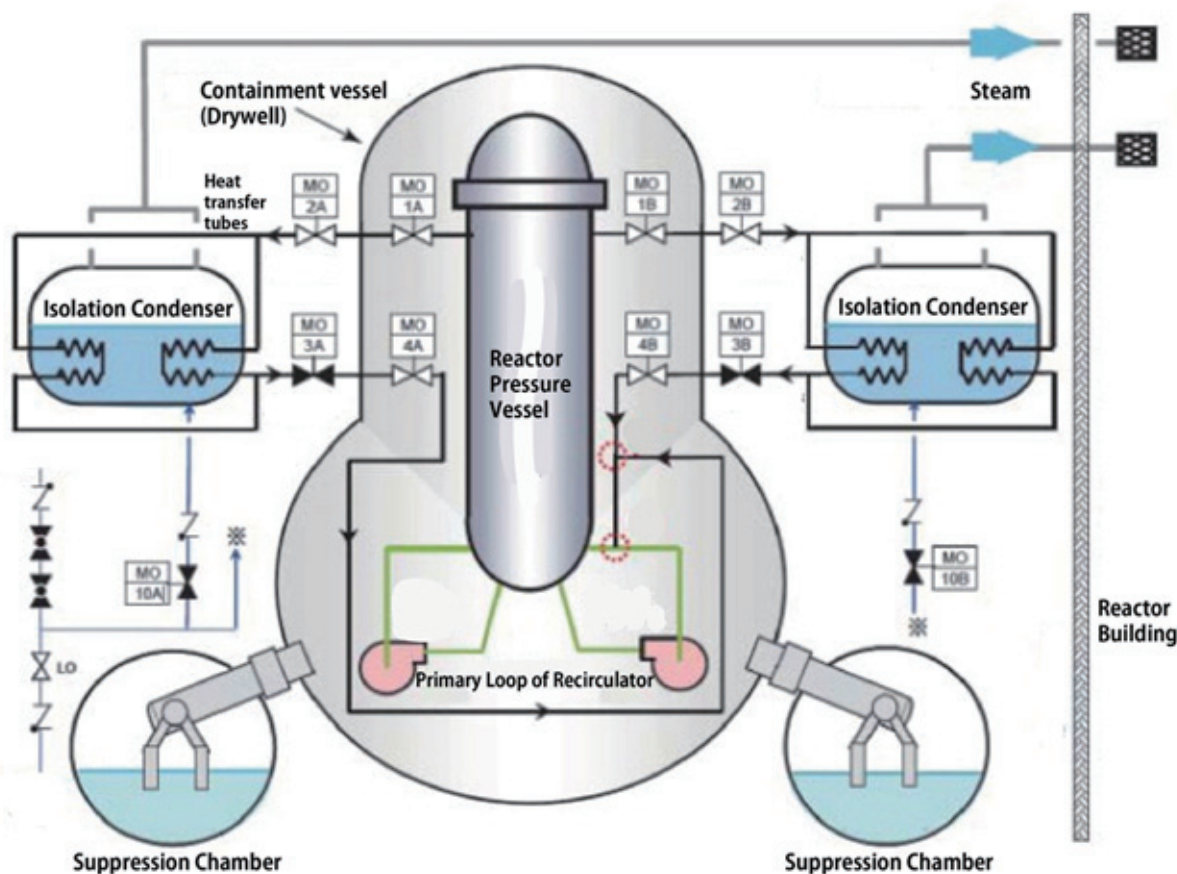 Containment vessel
(Drywell)
Steam
Heat
transfer
tubes
MO
2A
MO
1A
MO
1B
MO
2B
Isolation Condenser
Isolation Condenser
MO
3A
MO
4A
MO
4B
MO
3B
Reactor
Pressure
Vessel
※
MO
10A
MO
10B
※
Reactor
Building
LO
Primary Loop of Recirculator
Suppression Chamber
Suppression Chamber